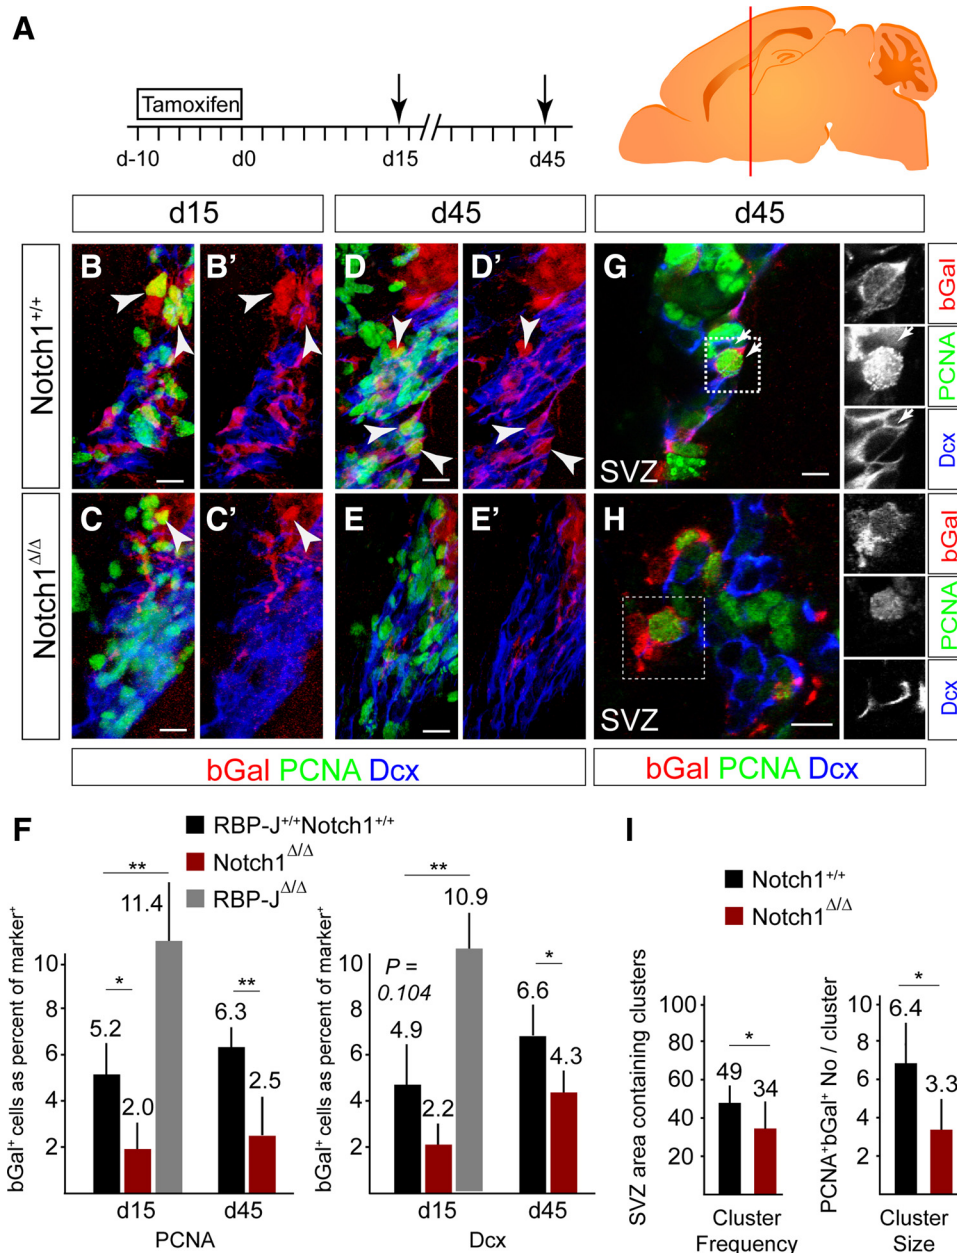 A
Tamoxifen
d-10
d0
d15
d45
d15
d45
d45
Notch1+/+
B
B'
D
D'
G
SVZ
bGal
PCNA
Dcx
Notch1Δ/Δ
C
C'
E
E'
H
SVZ
bGal
PCNA
Dcx
bGal PCNA Dcx
bGal PCNA Dcx
F
RBP-J+/+Notch1+/+
Notch1Δ/Δ
RBP-JΔ/Δ
bGal+ cells as percent of marker+
10
8
6
4
2
**
11.4
*
5.2
2.0
**
6.3
2.5
d15
d45
PCNA
bGal+ cells as percent of marker+
10
8
6
4
2
**
10.9
P =
0.104
4.9
2.2
*
6.6
4.3
d15
d45
Dcx
I
Notch1+/+
Notch1Δ/Δ
SVZ area containing clusters
100
80
60
40
20
*
49
34
Cluster
Frequency
PCNA+bGal+ No / cluster
10
8
6
4
2
*
6.4
3.3
Cluster
Size